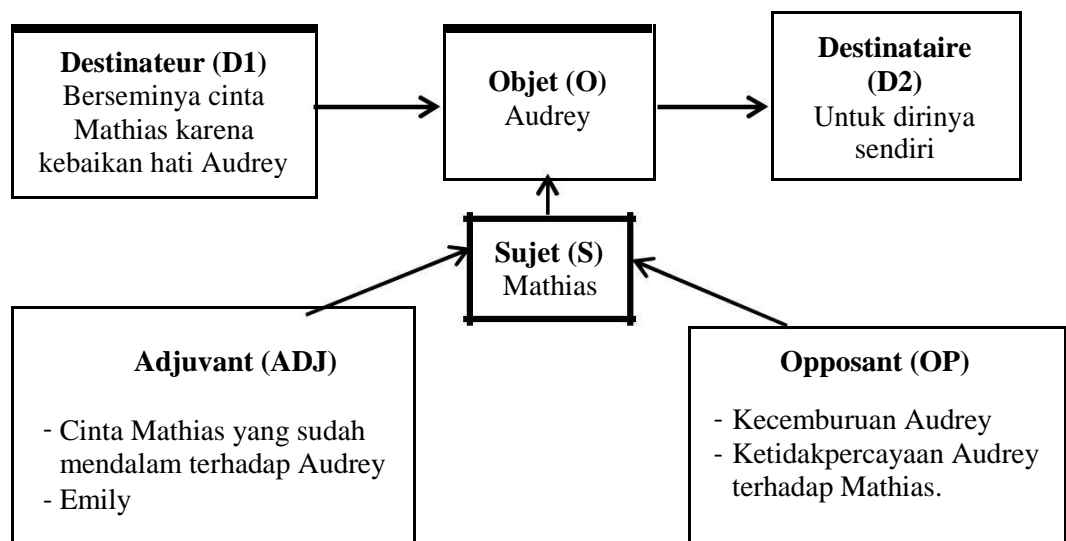 Destinateur (D1)
Berseminya cinta
Mathias karena
kebaikan hati Audrey
Objet (O)
Audrey
Destinataire
(D2)
Untuk dirinya
sendiri
Sujet (S)
Mathias
Adjuvant (ADJ)
- Cinta Mathias yang sudah
mendalam terhadap Audrey
- Emily
Opposant (OP)
- Kecemburuan Audrey
- Ketidakpercayaan Audrey
terhadap Mathias.